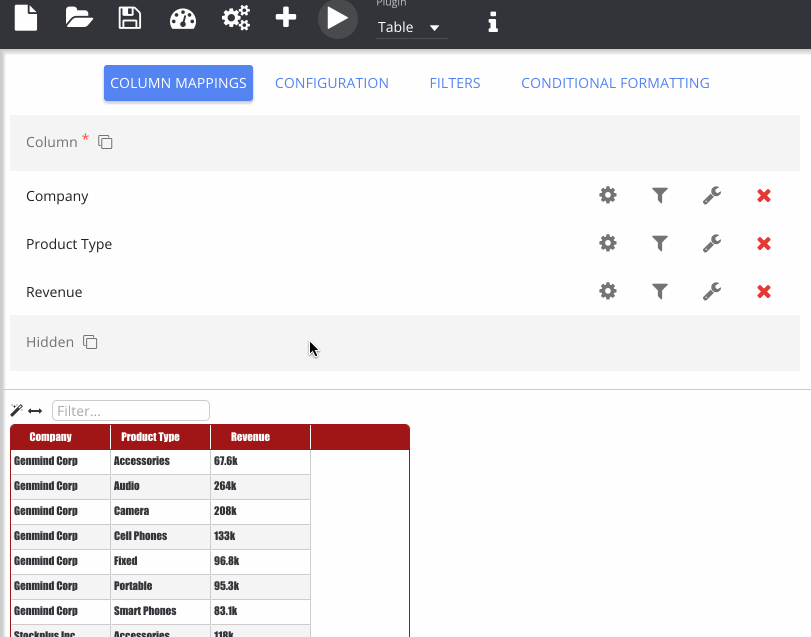 Plugin
Table
COLUMN MAPPINGS CONFIGURATION FILTERS CONDITIONAL FORMATTING
Column *
Company
Product Type
Revenue
Hidden
Filter...
Company Product Type Revenue
Genmind Corp Accessories 67.6k
Genmind Corp Audio 264k
Genmind Corp Camera 208k
Genmind Corp Cell Phones 133k
Genmind Corp Fixed 96.8k
Genmind Corp Portable 95.3k
Genmind Corp Smart Phones 83.1k
Stockplus Inc Accessories 118k